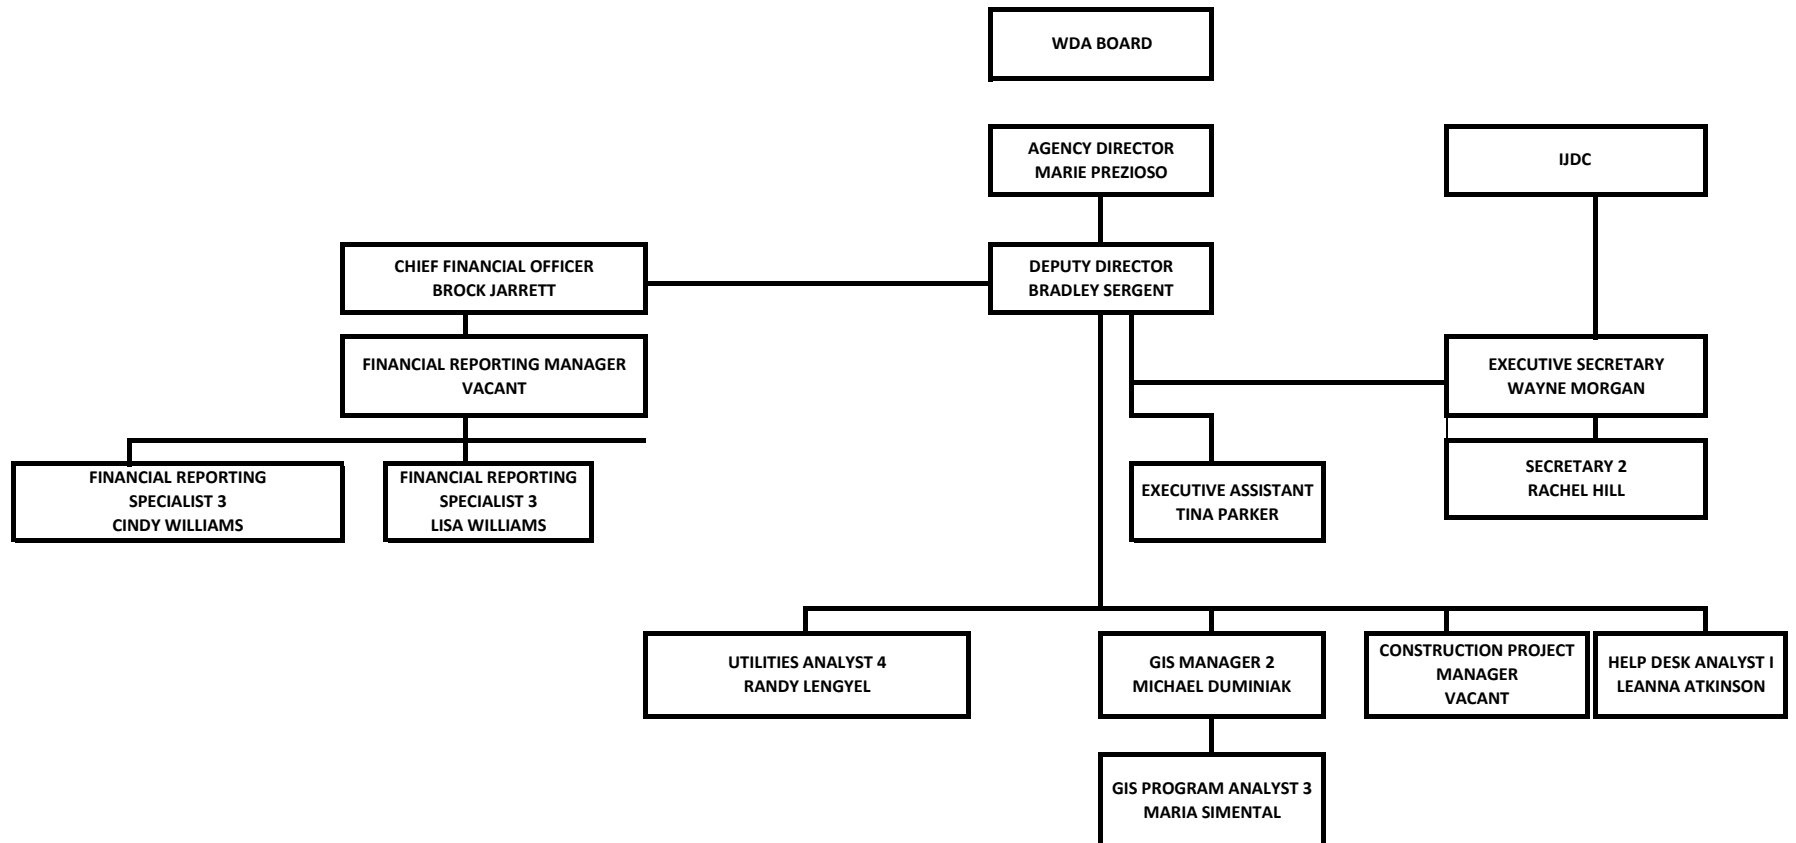 WDA BOARD
AGENCY DIRECTOR
MARIE PREZIOSO
IJDC
CHIEF FINANCIAL OFFICER
BROCK JARRETT
DEPUTY DIRECTOR
BRADLEY SERGENT
FINANCIAL REPORTING MANAGER
VACANT
EXECUTIVE SECRETARY
WAYNE MORGAN
FINANCIAL REPORTING
SPECIALIST 3
CINDY WILLIAMS
FINANCIAL REPORTING
SPECIALIST 3
LISA WILLIAMS
EXECUTIVE ASSISTANT
TINA PARKER
SECRETARY 2
RACHEL HILL
UTILITIES ANALYST 4
RANDY LENGYEL
GIS MANAGER 2
MICHAEL DUMINIAK
CONSTRUCTION PROJECT
MANAGER
VACANT
HELP DESK ANALYST I
LEANNA ATKINSON
GIS PROGRAM ANALYST 3
MARIA SIMENTAL